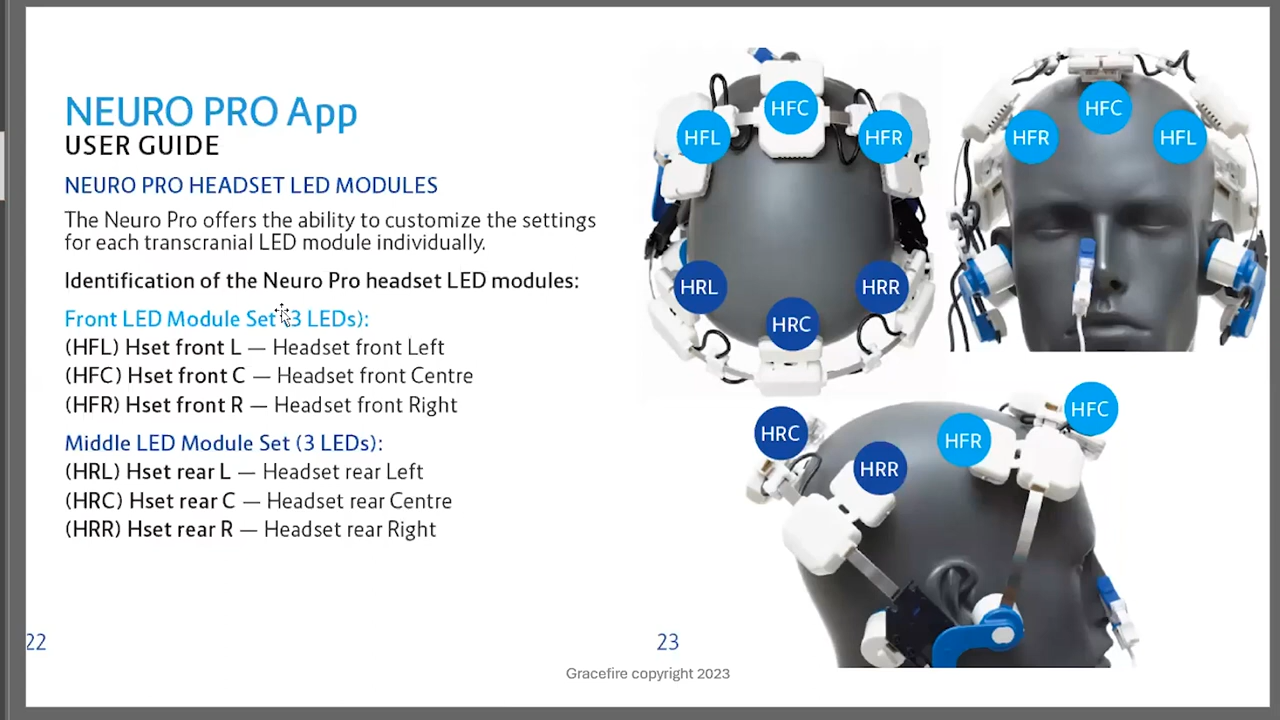 NEURO PRO App
USER GUIDE
NEURO PRO HEADSET LED MODULES
The Neuro Pro offers the ability to customize the settings
for each transcranial LED module individually.
Identification of the Neuro Pro headset LED modules:
Front LED Module Set (3 LEDs):
(HFL) Hset front L — Headset front Left
(HFC) Hset front C — Headset front Centre
(HFR) Hset front R — Headset front Right
Middle LED Module Set (3 LEDs):
(HRL) Hset rear L — Headset rear Left
(HRC) Hset rear C — Headset rear Centre
(HRR) Hset rear R — Headset rear Right
22
HFL
HFC
HFR
HRL
HRC
HRR
HFR
HFC
HFL
HRC
HRR
HFR
HFC
23
Gracefire copyright 2023